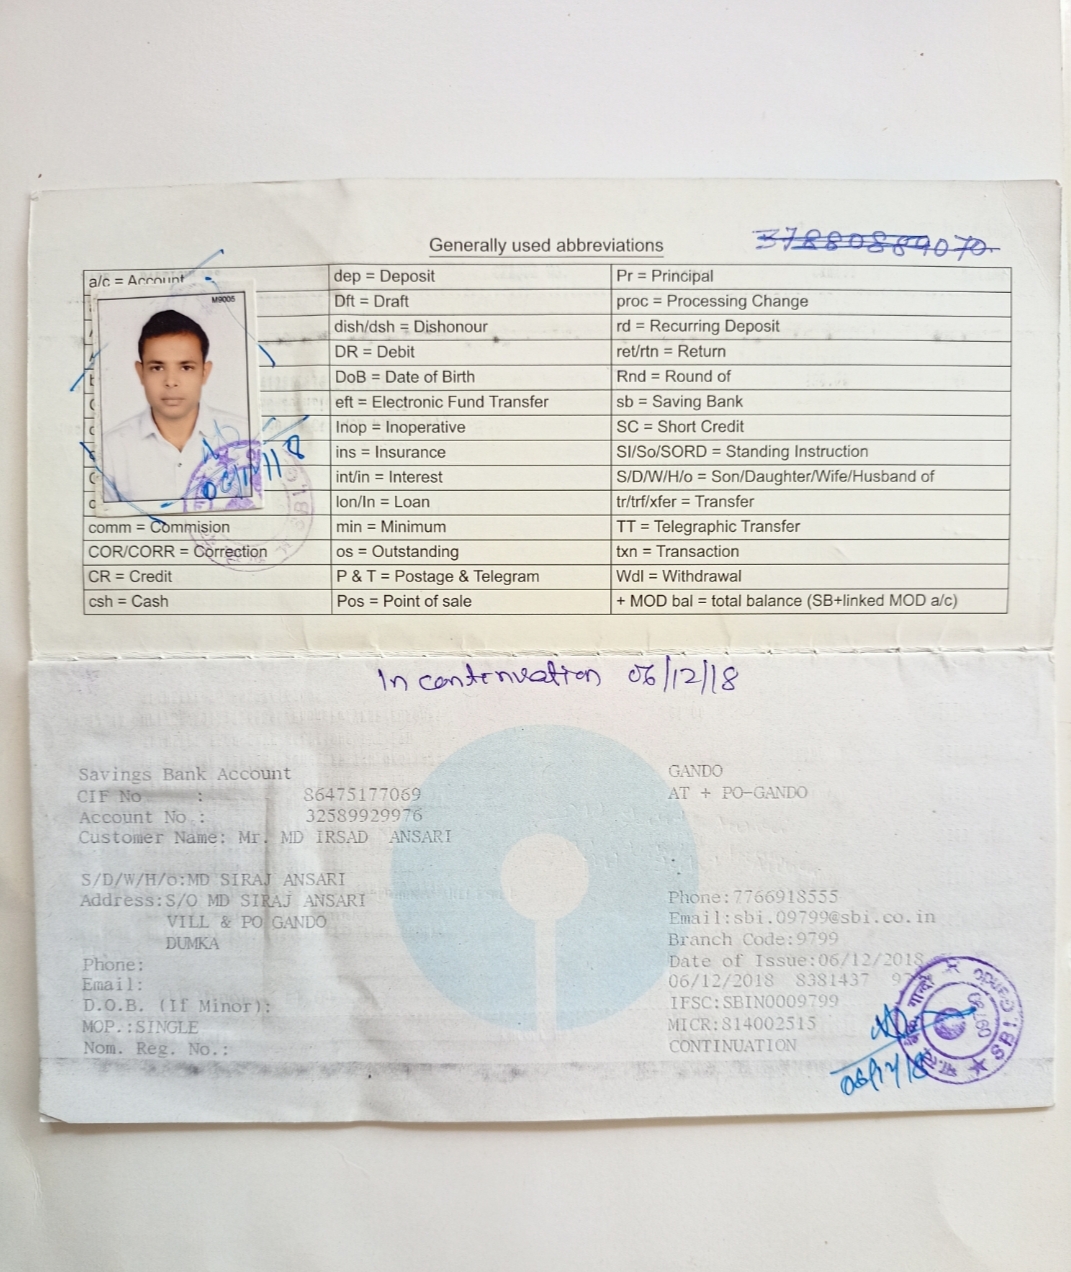 Generally used abbreviations
37880889070
a/c = Account
dep = Deposit
Pr = Principal
M9005
Dft = Draft
proc = Processing Change
dish/dsh = Dishonour
rd = Recurring Deposit
DR = Debit
ret/rtn = Return
DoB = Date of Birth
Rnd = Round of
eft = Electronic Fund Transfer
sb = Saving Bank
Inop = Inoperative
SC = Short Credit
ins = Insurance
SI/So/SORD = Standing Instruction
int/in = Interest
S/D/W/H/o = Son/Daughter/Wife/Husband of
lon/ln = Loan
tr/trf/xfer = Transfer
comm = Commision
min = Minimum
TT = Telegraphic Transfer
COR/CORR = Correction
os = Outstanding
txn = Transaction
CR = Credit
P & T = Postage & Telegram
Wdl = Withdrawal
csh = Cash
Pos = Point of sale
+ MOD bal = total balance (SB+linked MOD a/c)
In contenuation 06/12/18
Savings Bank Account
CIF No : 86475177069
Account No : 32589929976
Customer Name: Mr. MD IRSAD ANSARI
S/D/W/H/o:MD SIRAJ ANSARI
Address:S/O MD SIRAJ ANSARI
VILL & PO GANDO
DUMKA
Phone:
Email:
D.O.B. (If Minor):
MOP.:SINGLE
Nom. Reg. No.:
GANDO
AT + PO-GANDO
Phone:7766918555
Email:sbi.09799@sbi.co.in
Branch Code:9799
Date of Issue:06/12/2018
06/12/2018 8381437
IFSC:SBIN0009799
MICR:814002515
CONTINUATION
SBI Gando
06/12/18